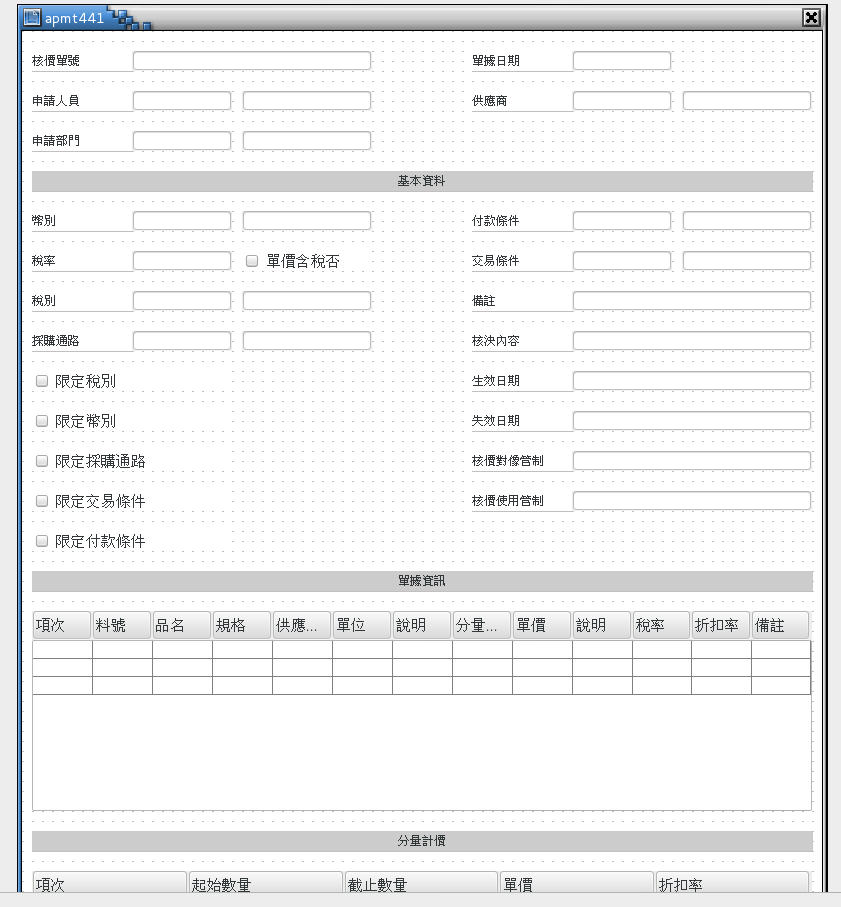 apmt441
核價單號 單據日期
申請人員 供應商
申請部門
基本資料
幣別 付款條件
稅率 單價含稅否 交易條件
稅別 備註
採購通路 核決內容
限定稅別 生效日期
限定幣別 失效日期
限定採購通路 核價對像管制
限定交易條件 核價使用管制
限定付款條件
單據資訊
項次 料號 品名 規格 供應... 單位 說明 分量... 單價 說明 稅率 折扣率 備註
分量計價
項次 起始數量 截止數量 單價 折扣率